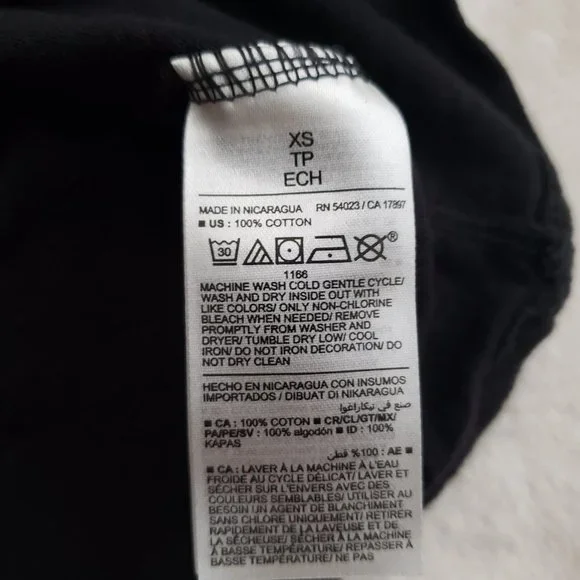 XS
TP
ECH
MADE IN NICARAGUA RN 54023 / CA 17897
■ US : 100% COTTON
30 ®
1166
MACHINE WASH COLD GENTLE CYCLE/
WASH AND DRY INSIDE OUT WITH
LIKE COLORS/ ONLY NON-CHLORINE
BLEACH WHEN NEEDED/ REMOVE
PROMPTLY FROM WASHER AND
DRYER/ TUMBLE DRY LOW/ COOL
IRON/ DO NOT IRON DECORATION/ DO
NOT DRY CLEAN
HECHO EN NICARAGUA CON INSUMOS
IMPORTADOS / DIBUAT DI NIKARAGUA
صنع في نيكاراغوا
■ CA : 100% COTON ■ CR/CL/GT/MX/
PA/PE/SV : 100% algodón ■ ID : 100%
KAPAS
■ AE : 100% قطن
■ CA : LAVER À LA MACHINE À L'EAU
FROIDE AU CYCLE DÉLICAT/ LAVER ET
SÉCHER SUR L'ENVERS AVEC DES
COULEURS SEMBLABLES/ UTILISER AU
BESOIN UN AGENT DE BLANCHIMENT
SANS CHLORE UNIQUEMENT/ RETIRER
RAPIDEMENT DE LA LAVEUSE ET DE
LA SÉCHEUSE/ SÉCHER À LA MACHINE
À BASSE TEMPÉRATURE/ REPASSER À
BASSE TEMPÉRATURE/ NE PAS